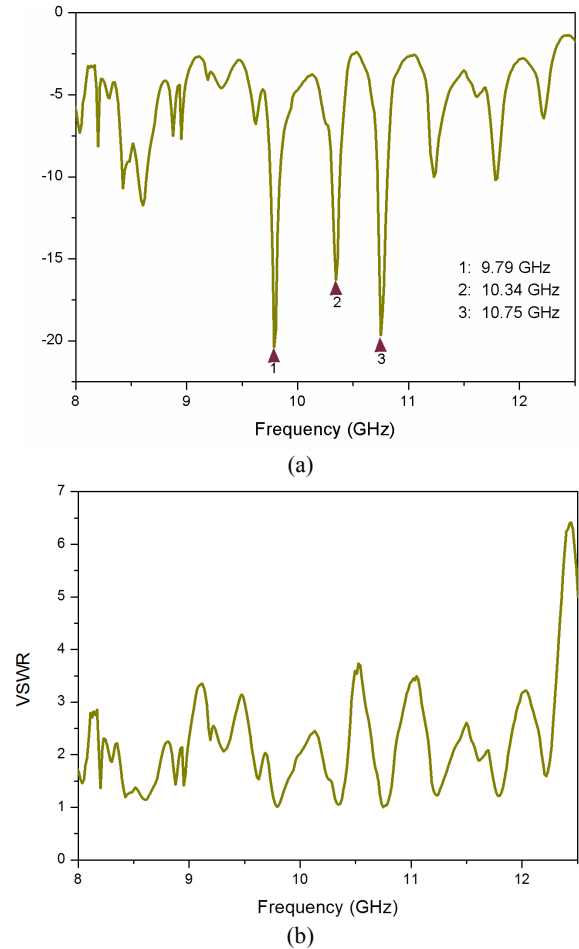 0
-5
-10
-15
-20
1
2
3
1: 9.79 GHz
2: 10.34 GHz
3: 10.75 GHz
8 9 10 11 12
Frequency (GHz)
(a)
7
6
5
4
3
2
1
0
VSWR
8 9 10 11 12
Frequency (GHz)
(b)